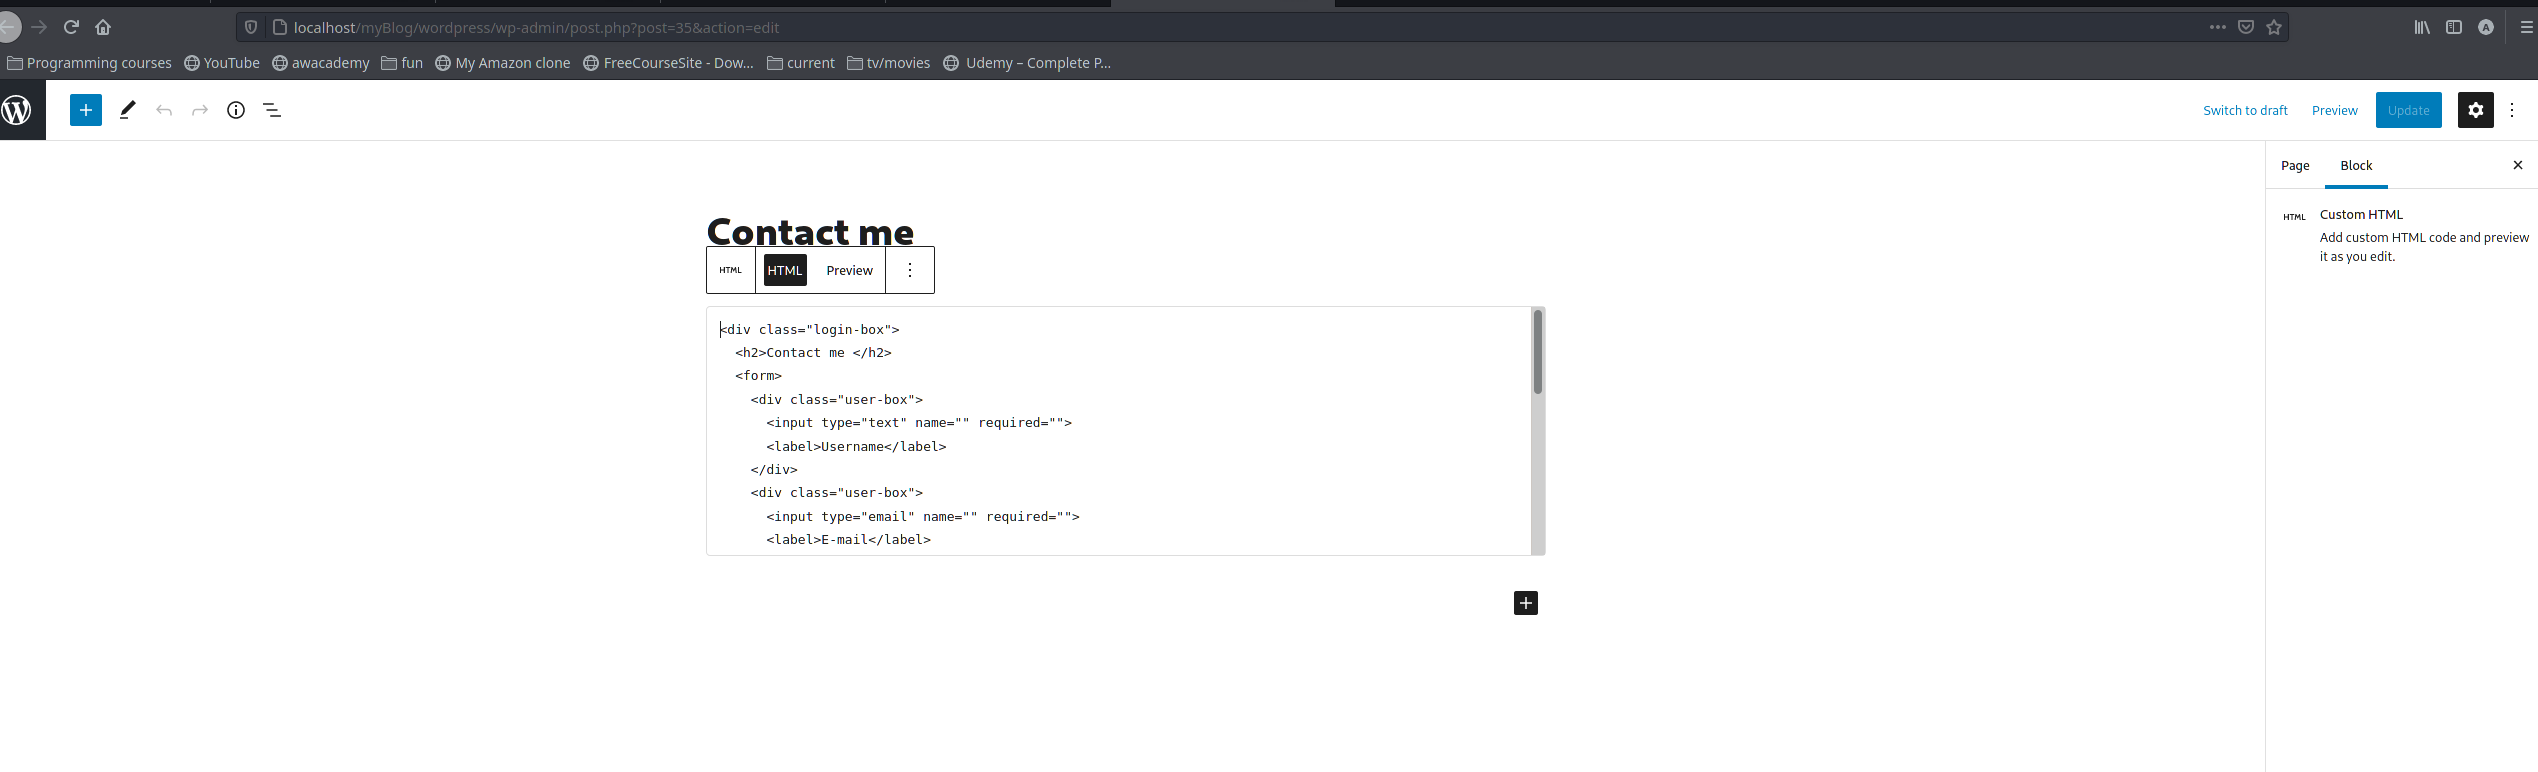 localhost/myBlog/wordpress/wp-admin/post.php?post=35&action=edit
Programming courses YouTube awacademy fun My Amazon clone FreeCourseSite - Dow... current tv/movies Udemy – Complete P...
Switch to draft Preview Update
Page Block
Contact me
HTML HTML Preview
HTML Custom HTML
Add custom HTML code and preview
it as you edit.
<div class="login-box">
<h2>Contact me </h2>
<form>
<div class="user-box">
<input type="text" name="" required="">
<label>Username</label>
</div>
<div class="user-box">
<input type="email" name="" required="">
<label>E-mail</label>